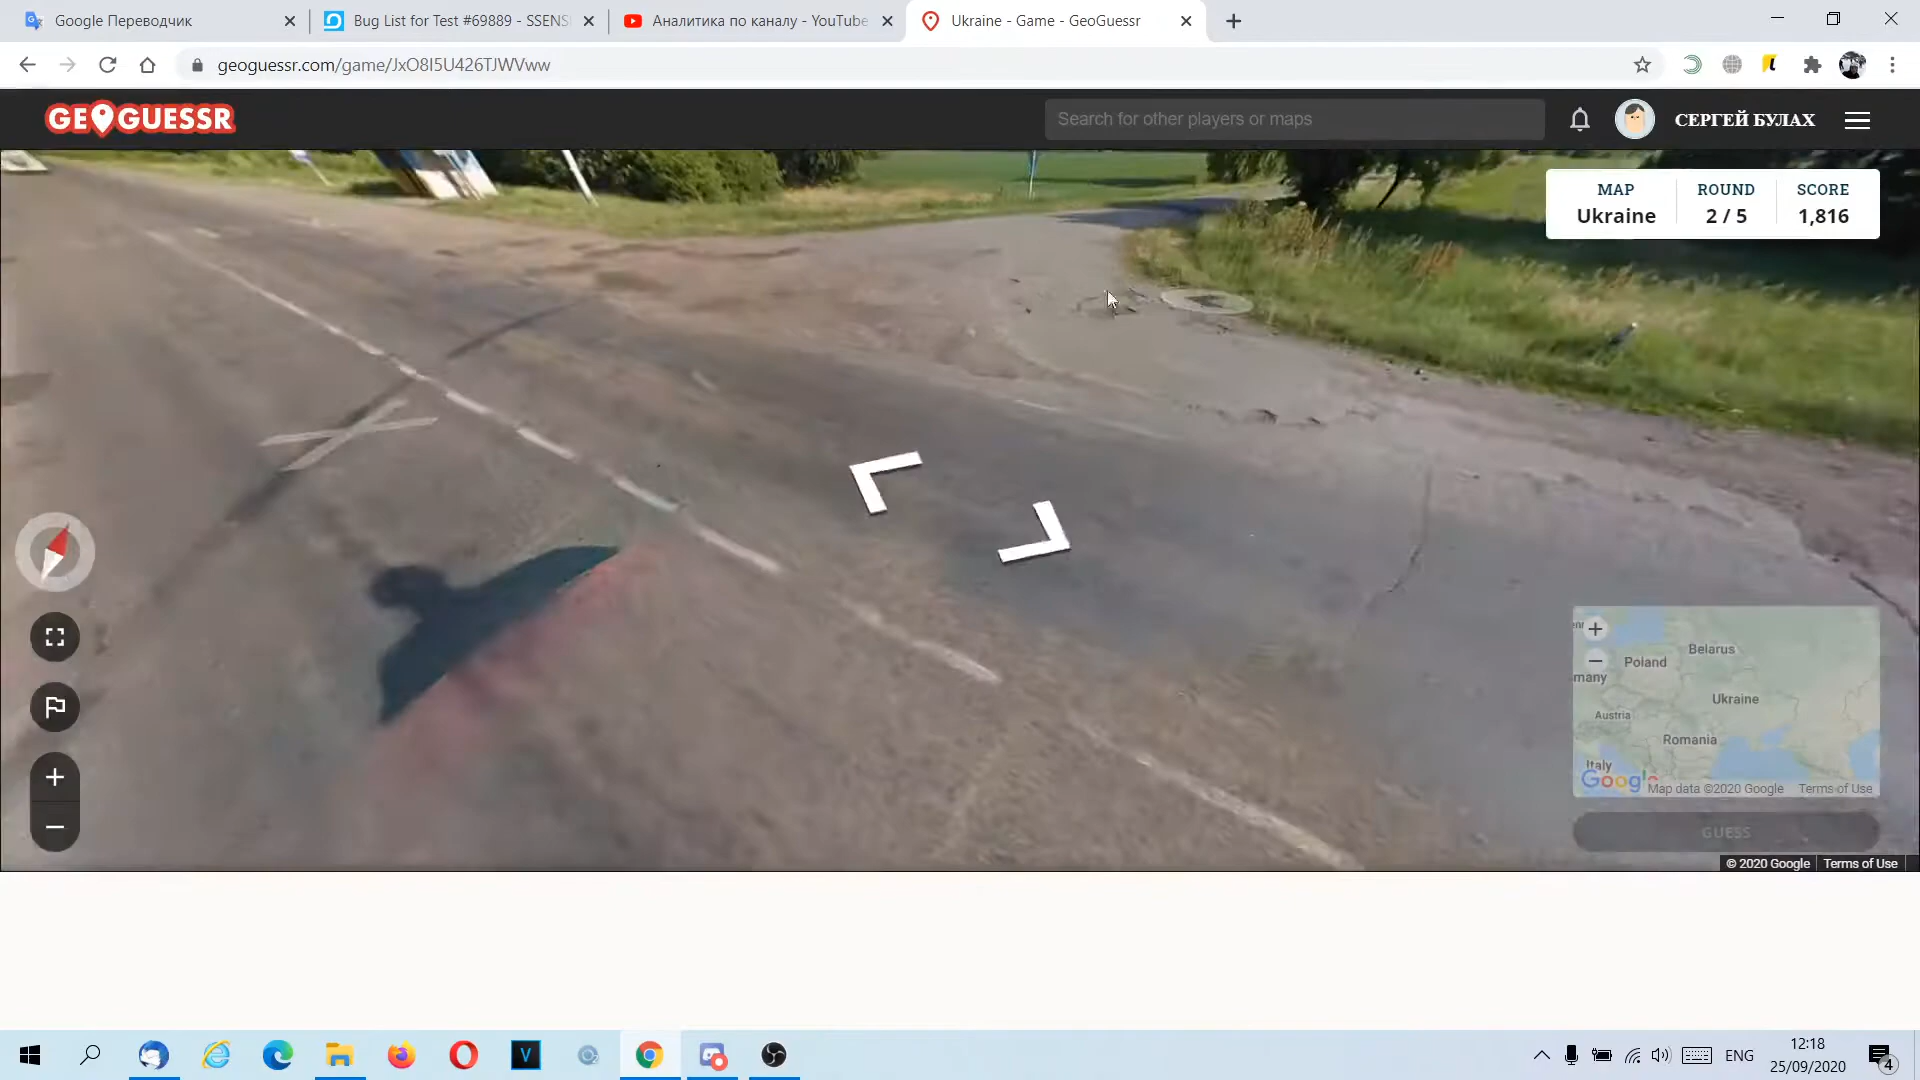 Google Переводчик
Bug List for Test #69889 - SSENS
Аналитика по каналу - YouTube
Ukraine - Game - GeoGuessr
geoguessr.com/game/JxO8I5U426TJWVww
GEOGUESSR
Search for other players or maps
СЕРГЕЙ БУЛАХ
MAP ROUND SCORE
Ukraine 2 / 5 1,816
Belarus
Poland
many
Ukraine
Austria
Romania
Italy
Google
Map data ©2020 Google Terms of Use
GUESS
© 2020 Google Terms of Use
ENG
12:18
25/09/2020
4